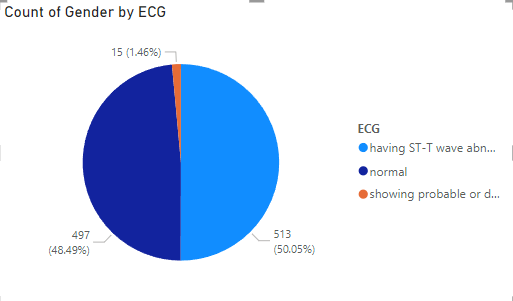 Count of Gender by ECG
15 (1.46%)
ECG
having ST-T wave abn...
normal
showing probable or d...
497
(48.49%)
513
(50.05%)